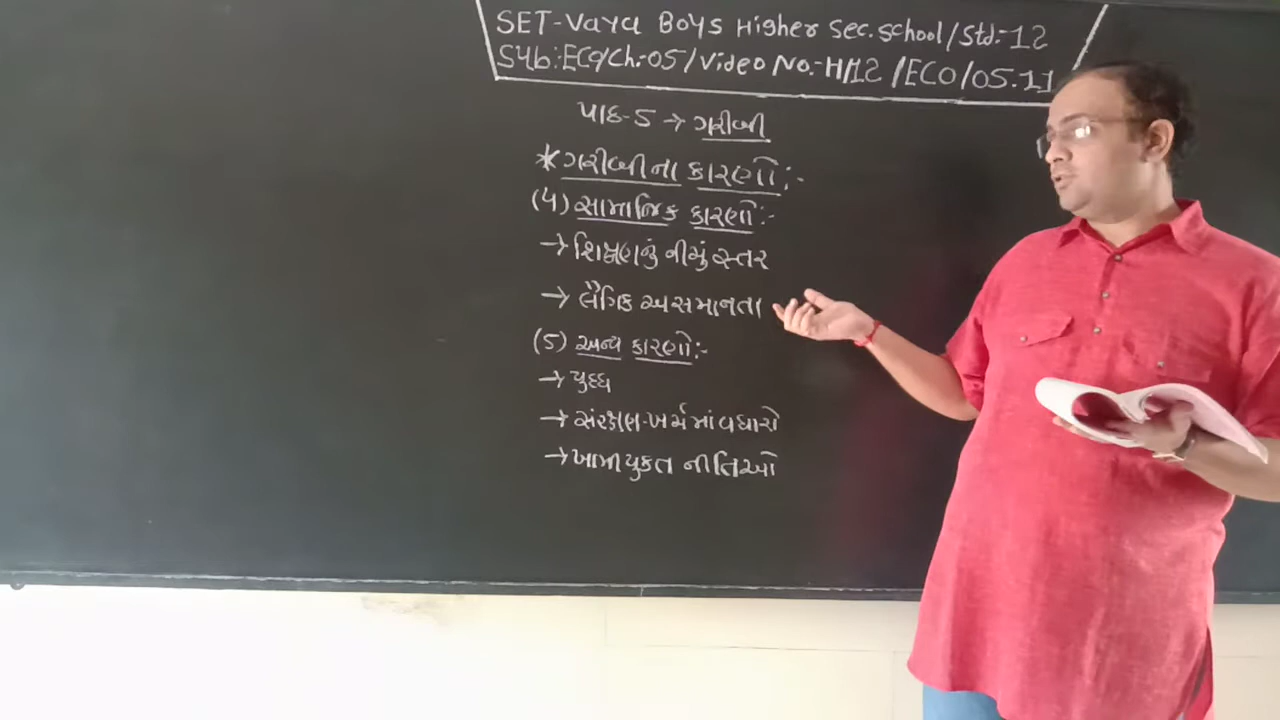 SET-Vaya Boys Higher Sec. School/Std:-12
Sub:ECO/Ch:-05/Video No.-H/12/ECO/05.11
પાઠ-5 → ગરીબી
* ગરીબીના કારણો:-
(4) સામાજિક કારણો:-
→ શિક્ષણનું નીચું સ્તર
→ લૈંગિક અસમાનતા
(5) અન્ય કારણો:-
→ યુદ્ધ
→ સંરક્ષણ-ખર્ચમાં વધારો
→ ખામીયુક્ત નીતિઓ